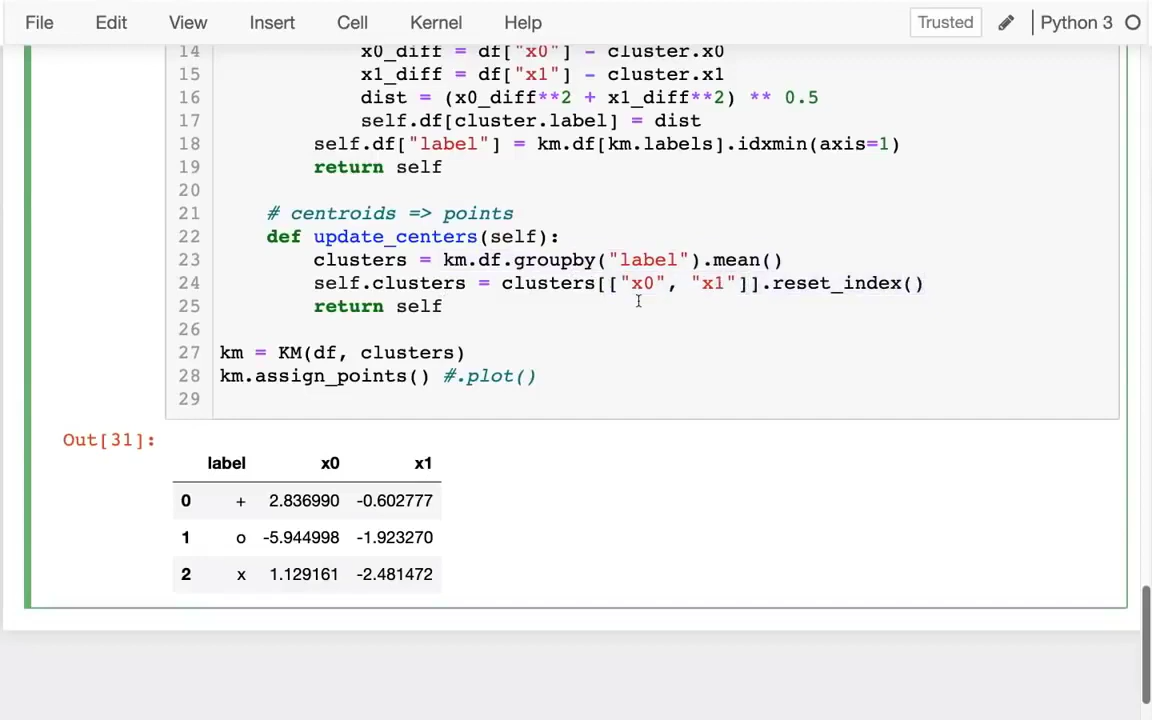 File Edit View Insert Cell Kernel Help Trusted Python 3
14 x0_diff = df["x0"] - cluster.x0
15 x1_diff = df["x1"] - cluster.x1
16 dist = (x0_diff**2 + x1_diff**2) ** 0.5
17 self.df[cluster.label] = dist
18 self.df["label"] = km.df[km.labels].idxmin(axis=1)
19 return self
20
21 # centroids => points
22 def update_centers(self):
23 clusters = km.df.groupby("label").mean()
24 self.clusters = clusters[["x0", "x1"]].reset_index()
25 return self
26
27 km = KM(df, clusters)
28 km.assign_points() #.plot()
29
Out[31]:
label x0 x1
0 + 2.836990 -0.602777
1 o -5.944998 -1.923270
2 x 1.129161 -2.481472